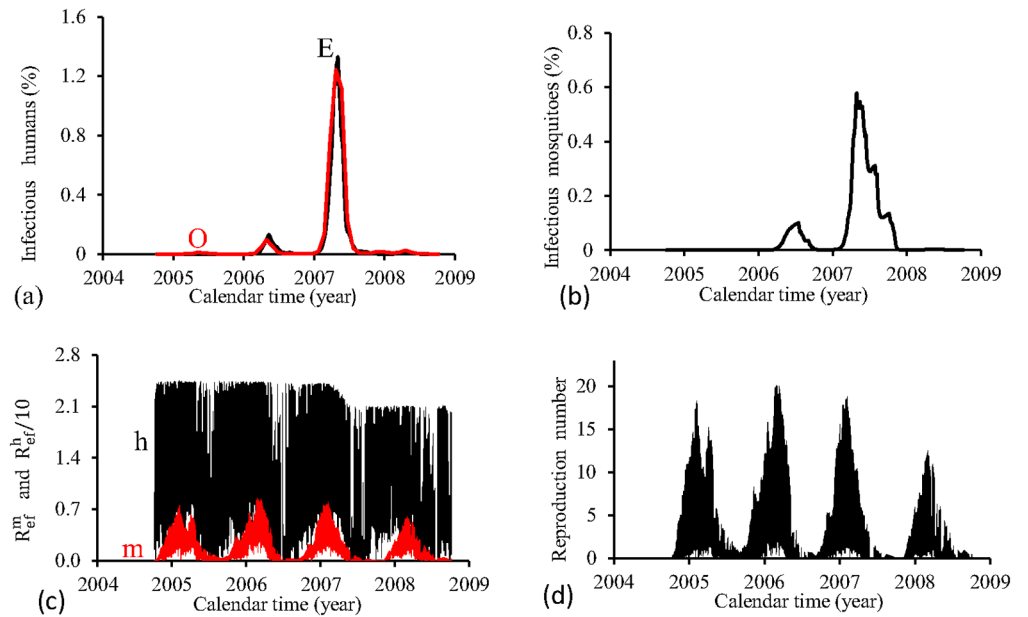 1.6
1.2
0.8
0.4
0
Infectious humans (%)
E
O
2004 2005 2006 2007 2008 2009
Calendar time (year)
(a)
0.8
0.6
0.4
0.2
0
Infectious mosquitoes (%)
2004 2005 2006 2007 2008 2009
Calendar time (year)
(b)
2.8
2.1
1.4
0.7
0.0
R^m_ef and R^h_ef/10
h
m
2004 2005 2006 2007 2008 2009
Calendar time (year)
(c)
20
15
10
5
0
Reproduction number
2004 2005 2006 2007 2008 2009
Calendar time (year)
(d)